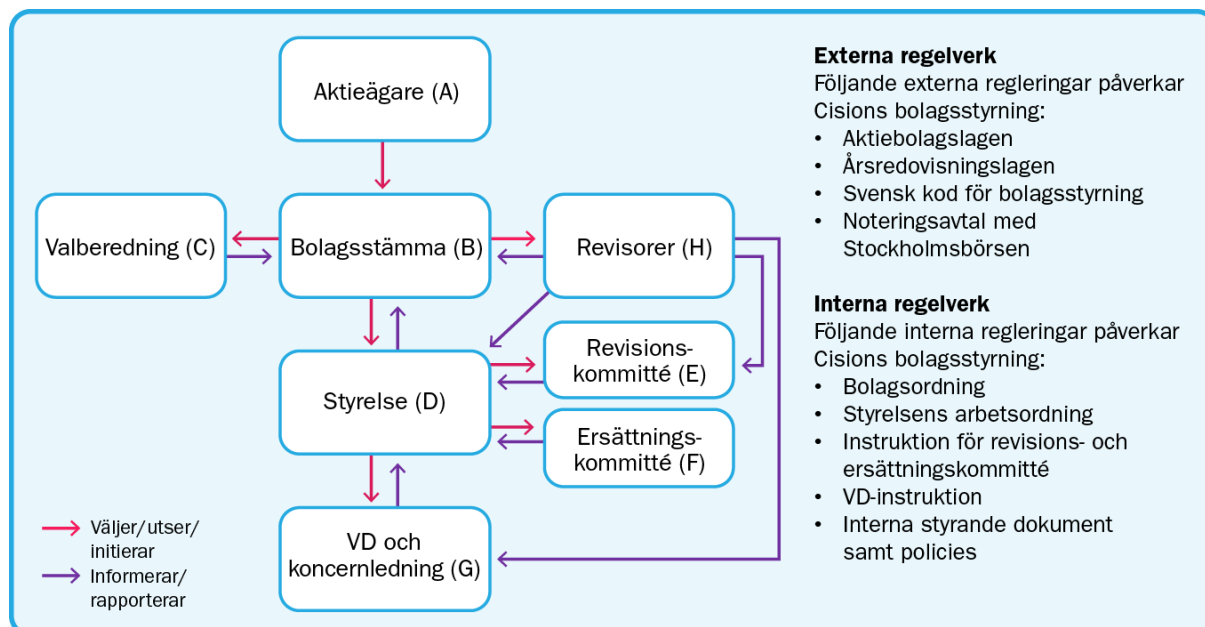 Aktieägare (A)
Valberedning (C)
Bolagsstämma (B)
Revisorer (H)
Revisions-
kommitté (E)
Styrelse (D)
Ersättnings-
kommitté (F)
VD och
koncernledning (G)
Väljer/utser/
initierar
Informerar/
rapporterar
Externa regelverk
Följande externa regleringar påverkar
Cisions bolagsstyrning:
• Aktiebolagslagen
• Årsredovisningslagen
• Svensk kod för bolagsstyrning
• Noteringsavtal med
Stockholmsbörsen
Interna regelverk
Följande interna regleringar påverkar
Cisions bolagsstyrning:
• Bolagsordning
• Styrelsens arbetsordning
• Instruktion för revisions- och
ersättningskommitté
• VD-instruktion
• Interna styrande dokument
samt policies